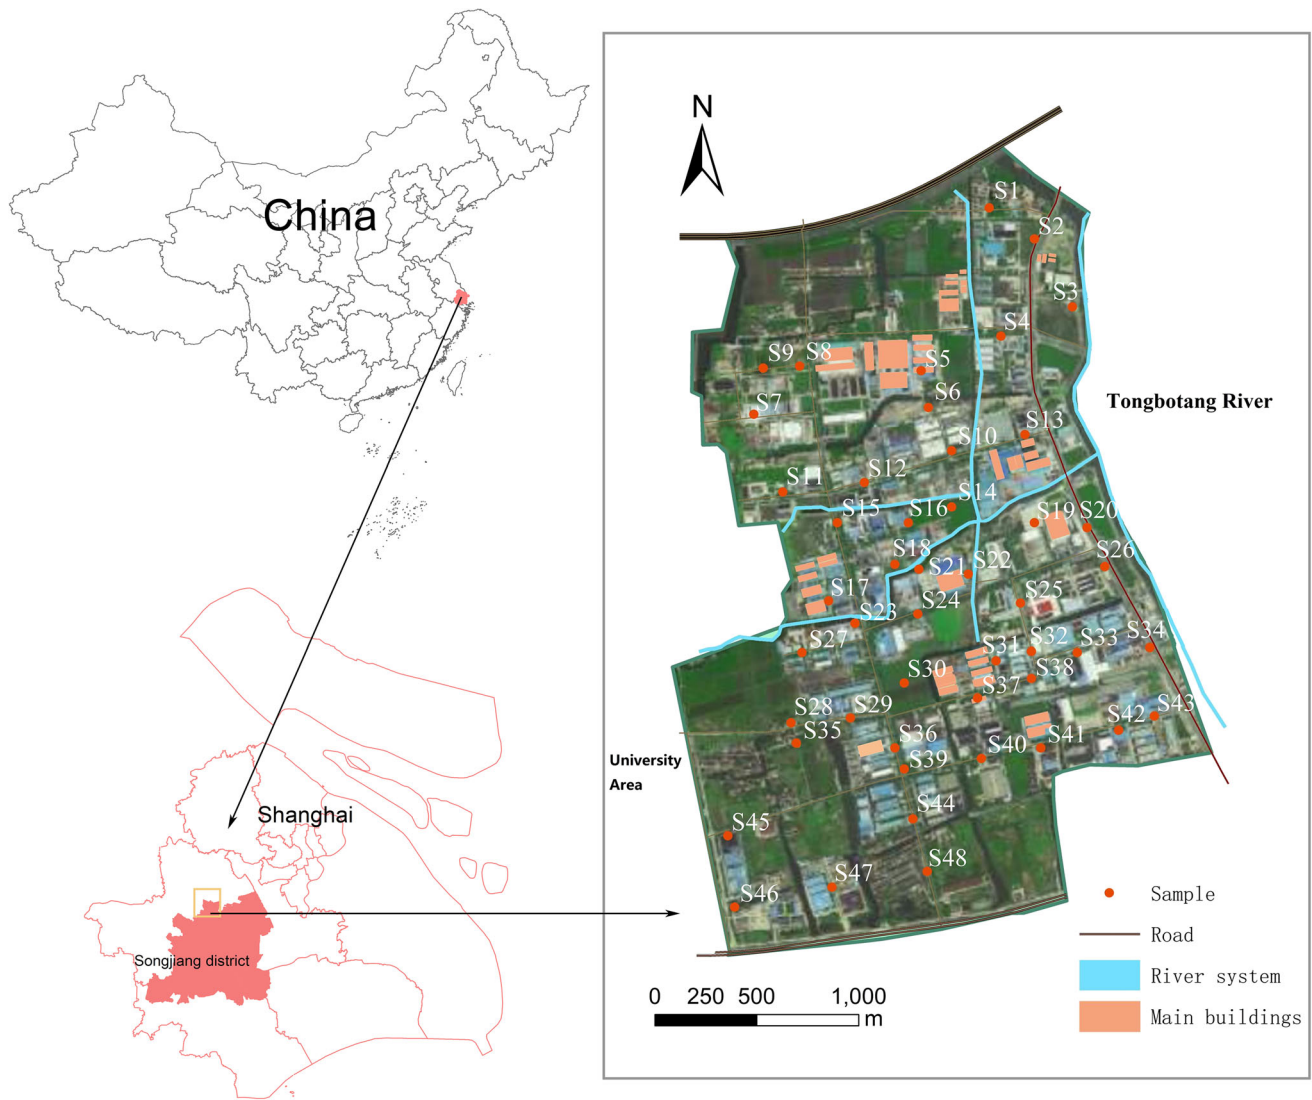 China
Shanghai
Songjiang district
N
S1
S2
S3
S4
S9
S8
S5
S6
S7
S13
S10
S12
S11
S14
S15
S16
S19
S20
S18
S21
S22
S26
S17
S23
S24
S25
S27
S31
S32
S33
S34
S30
S38
S37
S28
S29
S35
S36
S43
S42
S41
S40
S39
S44
S45
S48
S47
S46
Tongbotang River
University
Area
0 250 500 1,000
m
Sample
Road
River system
Main buildings